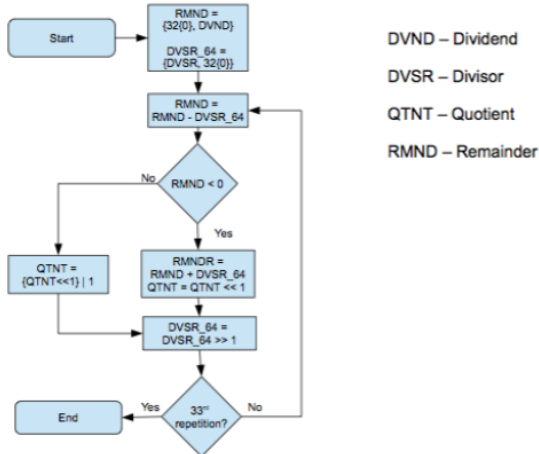 Start
RMND =
{32{0}, DVND}
DVSR_64 =
{DVSR, 32{0}}
RMND =
RMND - DVSR_64
RMND < 0
No
Yes
QTNT =
{QTNT<<1} | 1
RMNDR =
RMND + DVSR_64
QTNT = QTNT << 1
DVSR_64 =
DVSR_64 >> 1
33rd
repetition?
Yes
No
End
DVND – Dividend
DVSR – Divisor
QTNT – Quotient
RMND – Remainder